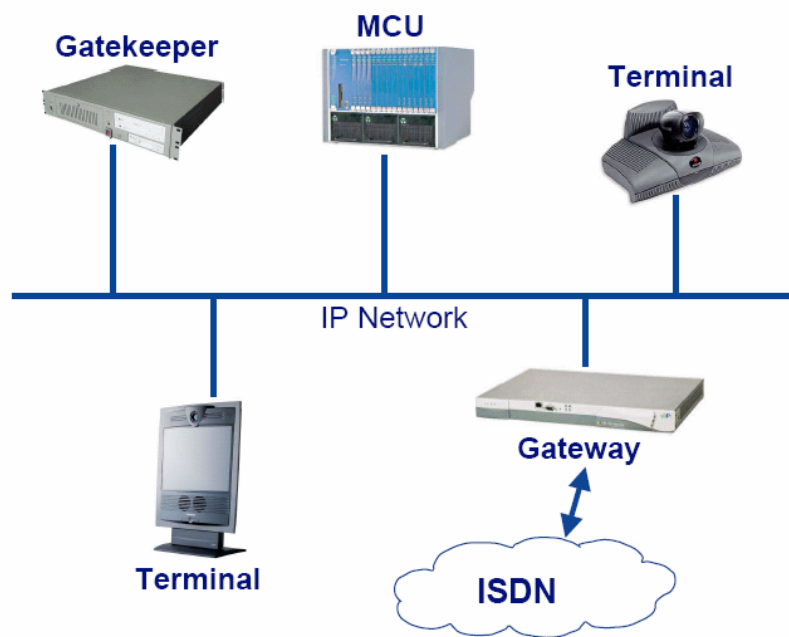 Gatekeeper
MCU
Terminal
IP Network
Terminal
Gateway
ISDN